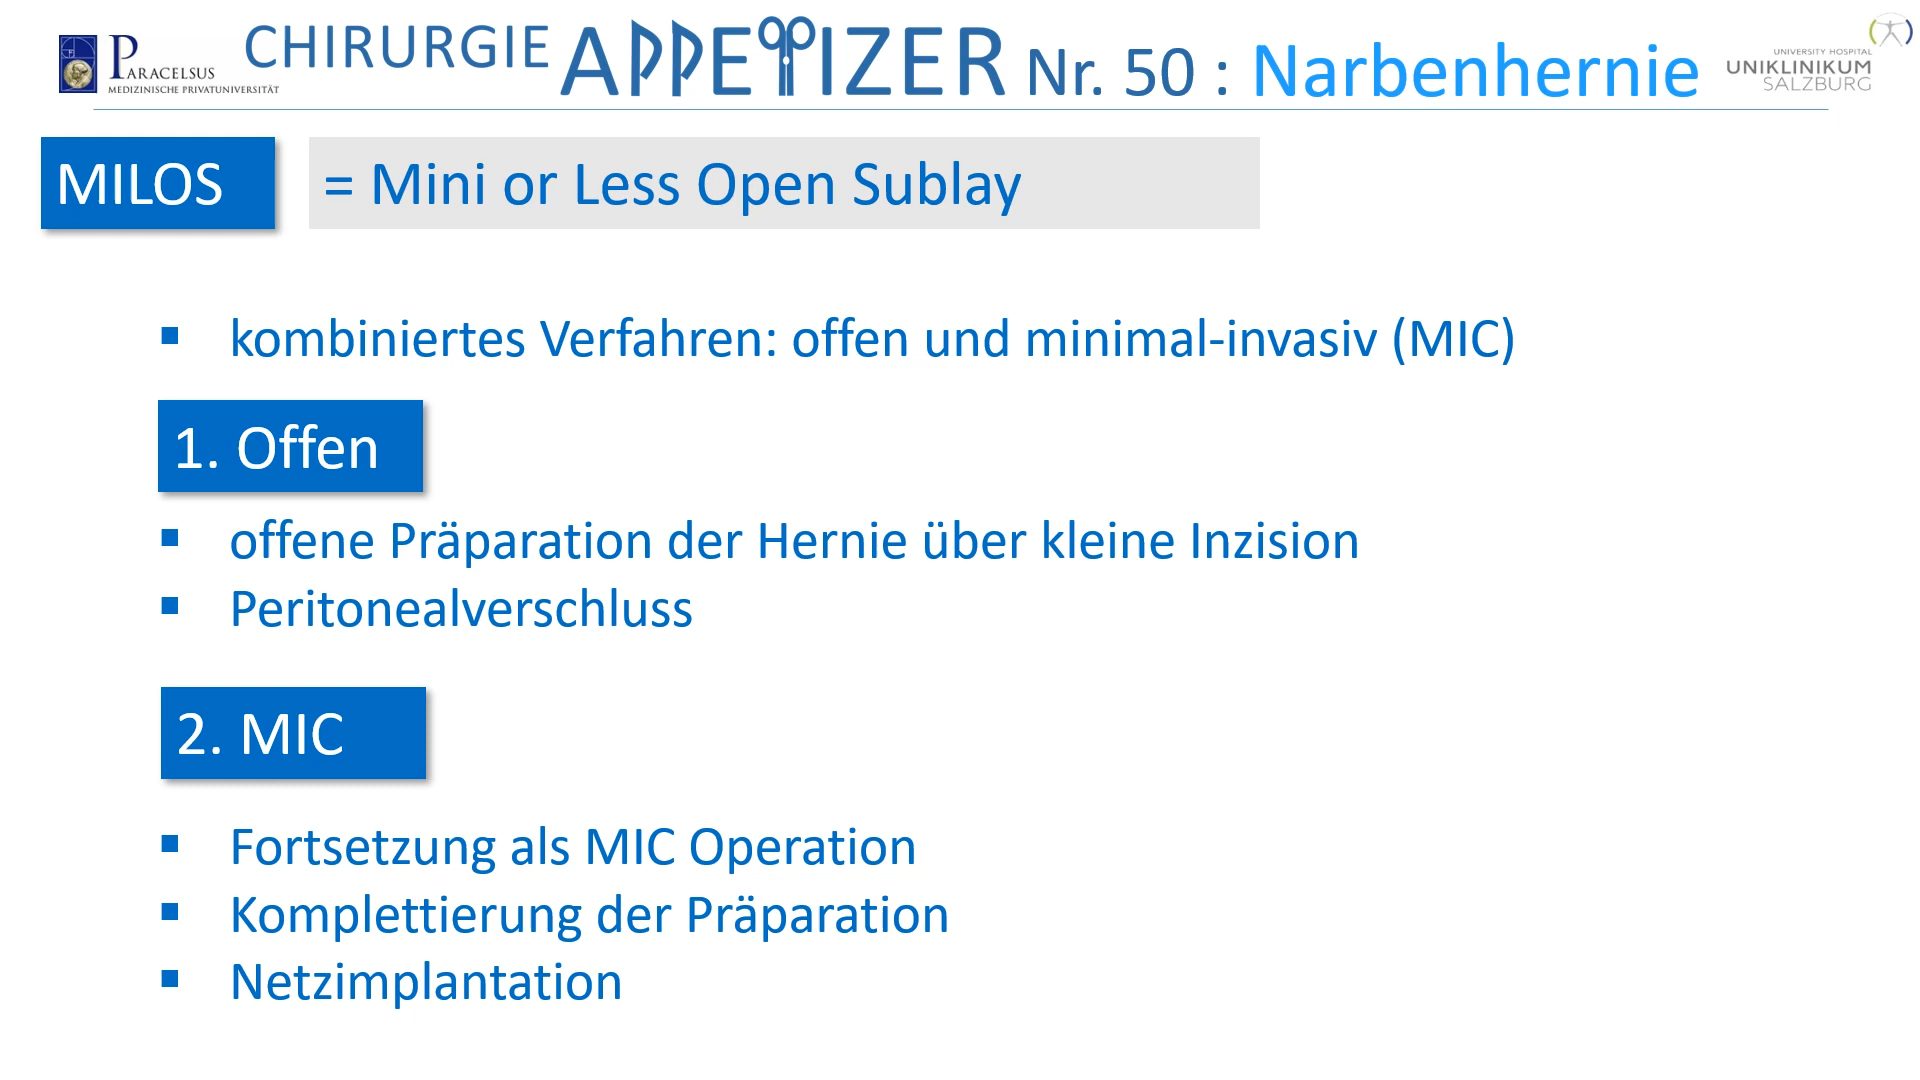 PARACELSUS
MEDIZINISCHE PRIVATUNIVERSITÄT
CHIRURGIE APPETIZER Nr. 50 : Narbenhernie
UNIVERSITY HOSPITAL
UNIKLINIKUM
SALZBURG
MILOS
= Mini or Less Open Sublay
▪ kombiniertes Verfahren: offen und minimal-invasiv (MIC)
1. Offen
▪ offene Präparation der Hernie über kleine Inzision
▪ Peritonealverschluss
2. MIC
▪ Fortsetzung als MIC Operation
▪ Komplettierung der Präparation
▪ Netzimplantation